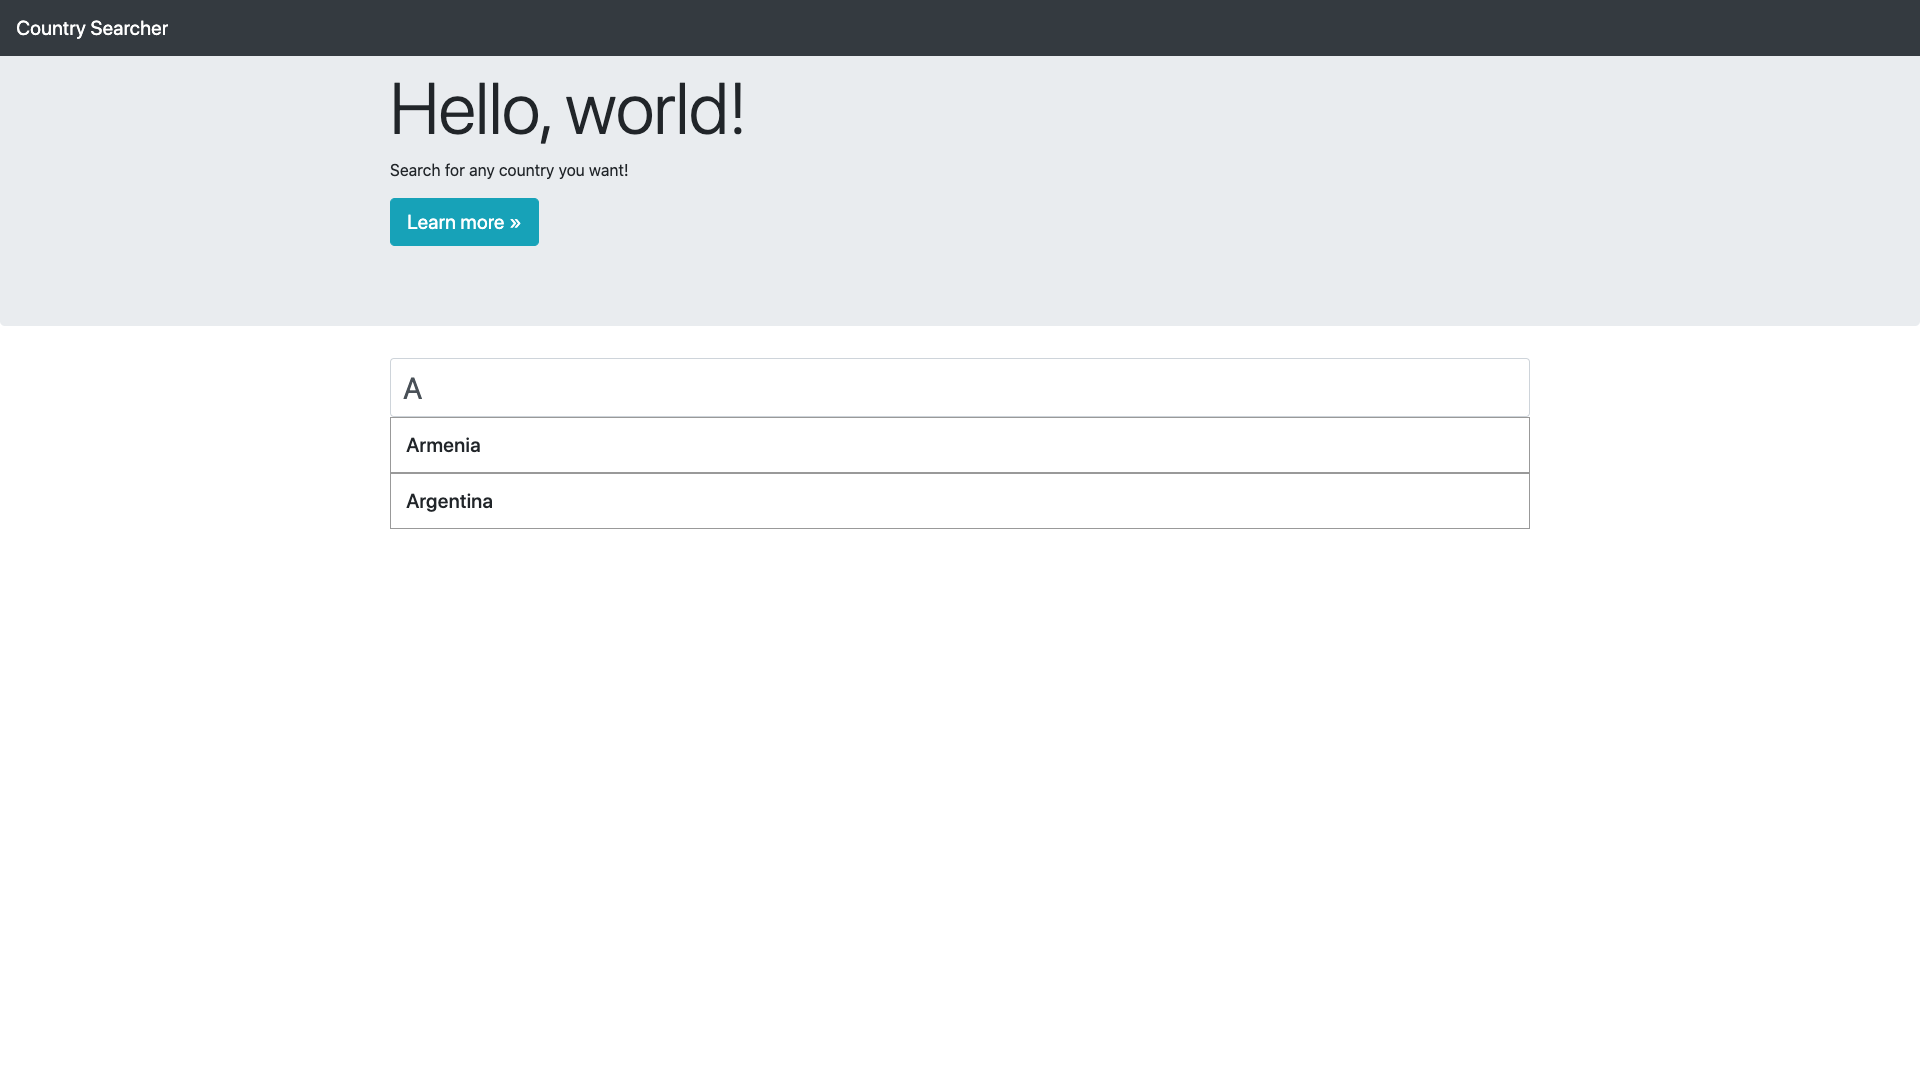 Country Searcher
Hello, world!
Search for any country you want!
Learn more »
A
Armenia
Argentina